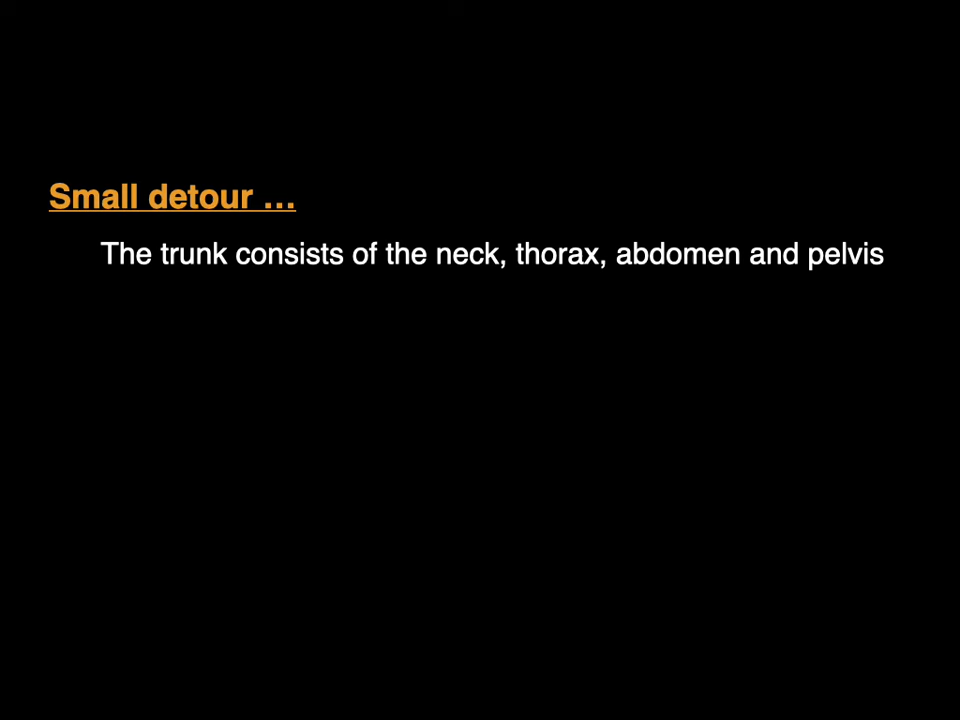 Small detour ...
The trunk consists of the neck, thorax, abdomen and pelvis